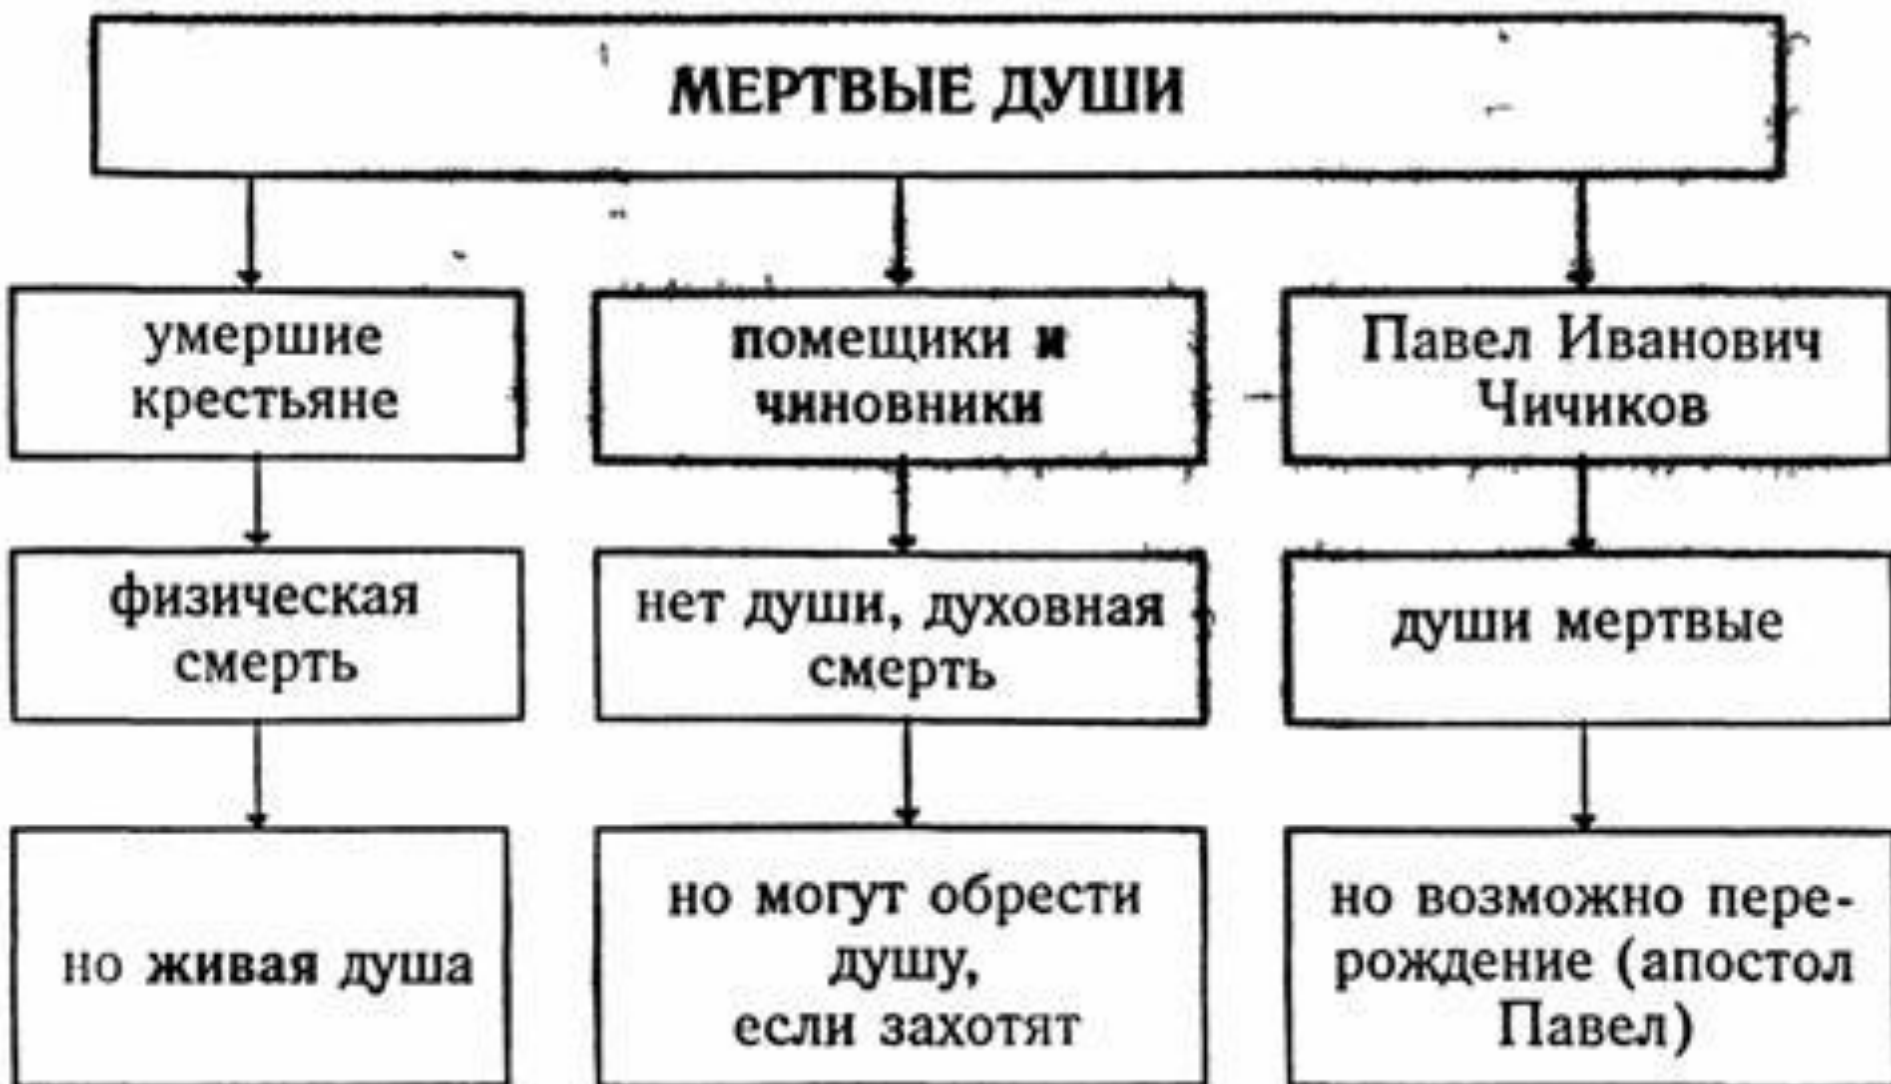 МЕРТВЫЕ ДУШИ
умершие
крестьяне
помещики и
чиновники
Павел Иванович
Чичиков
физическая
смерть
нет души, духовная
смерть
души мертвые
но живая душа
но могут обрести
душу,
если захотят
но возможно пере-
рождение (апостол
Павел)